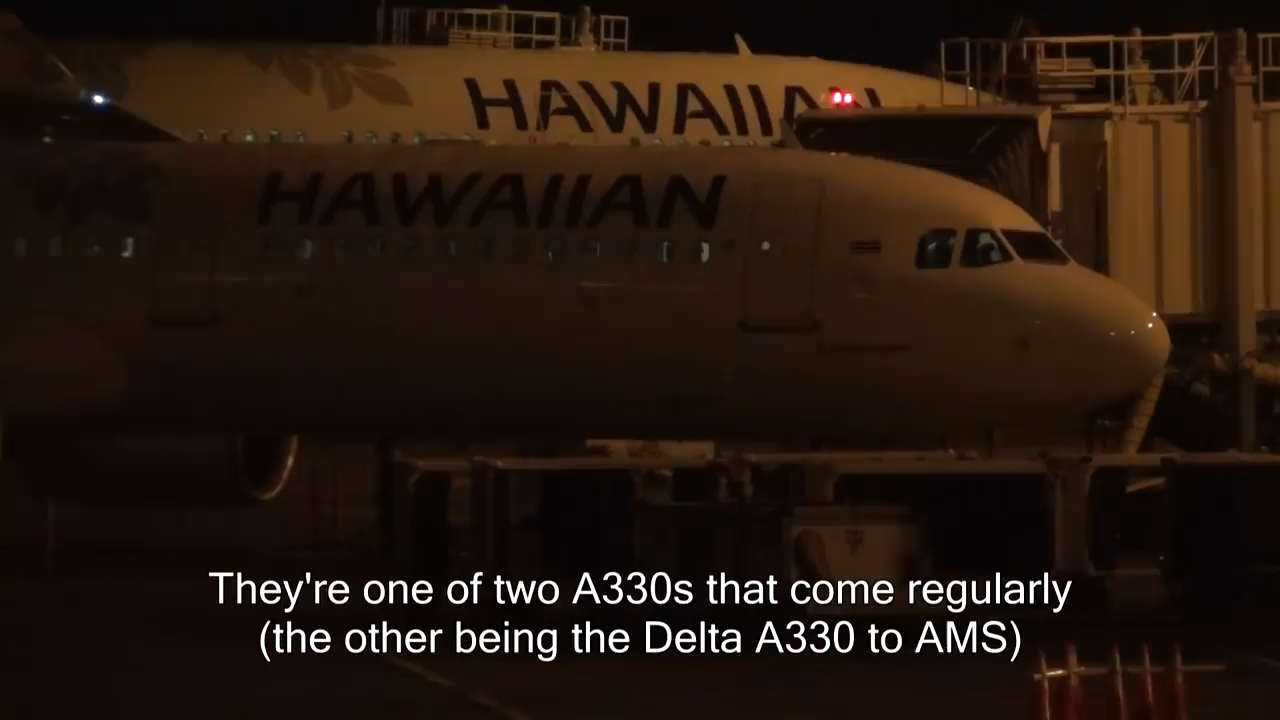 HAWAIIAN
HAWAIIAN
They're one of two A330s that come regularly
(the other being the Delta A330 to AMS)